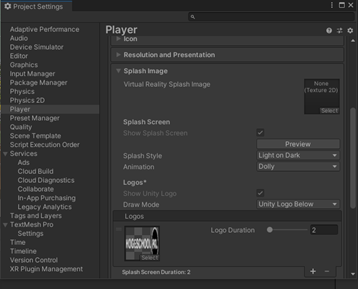 Project Settings
Adaptive Performance
Audio
Device Simulator
Editor
Graphics
Input Manager
Package Manager
Physics
Physics 2D
Player
Preset Manager
Quality
Scene Template
Script Execution Order
Services
Ads
Cloud Build
Cloud Diagnostics
Collaborate
In-App Purchasing
Legacy Analytics
Tags and Layers
TextMesh Pro
Settings
Time
Timeline
Version Control
XR Plugin Management
Player
Icon
Resolution and Presentation
Splash Image
Virtual Reality Splash Image
None
(Texture 2D)
Select
Splash Screen
Show Splash Screen
Preview
Splash Style
Light on Dark
Animation
Dolly
Logos*
Show Unity Logo
Draw Mode
Unity Logo Below
Logos
Select
Logo Duration
2
Splash Screen Duration: 2